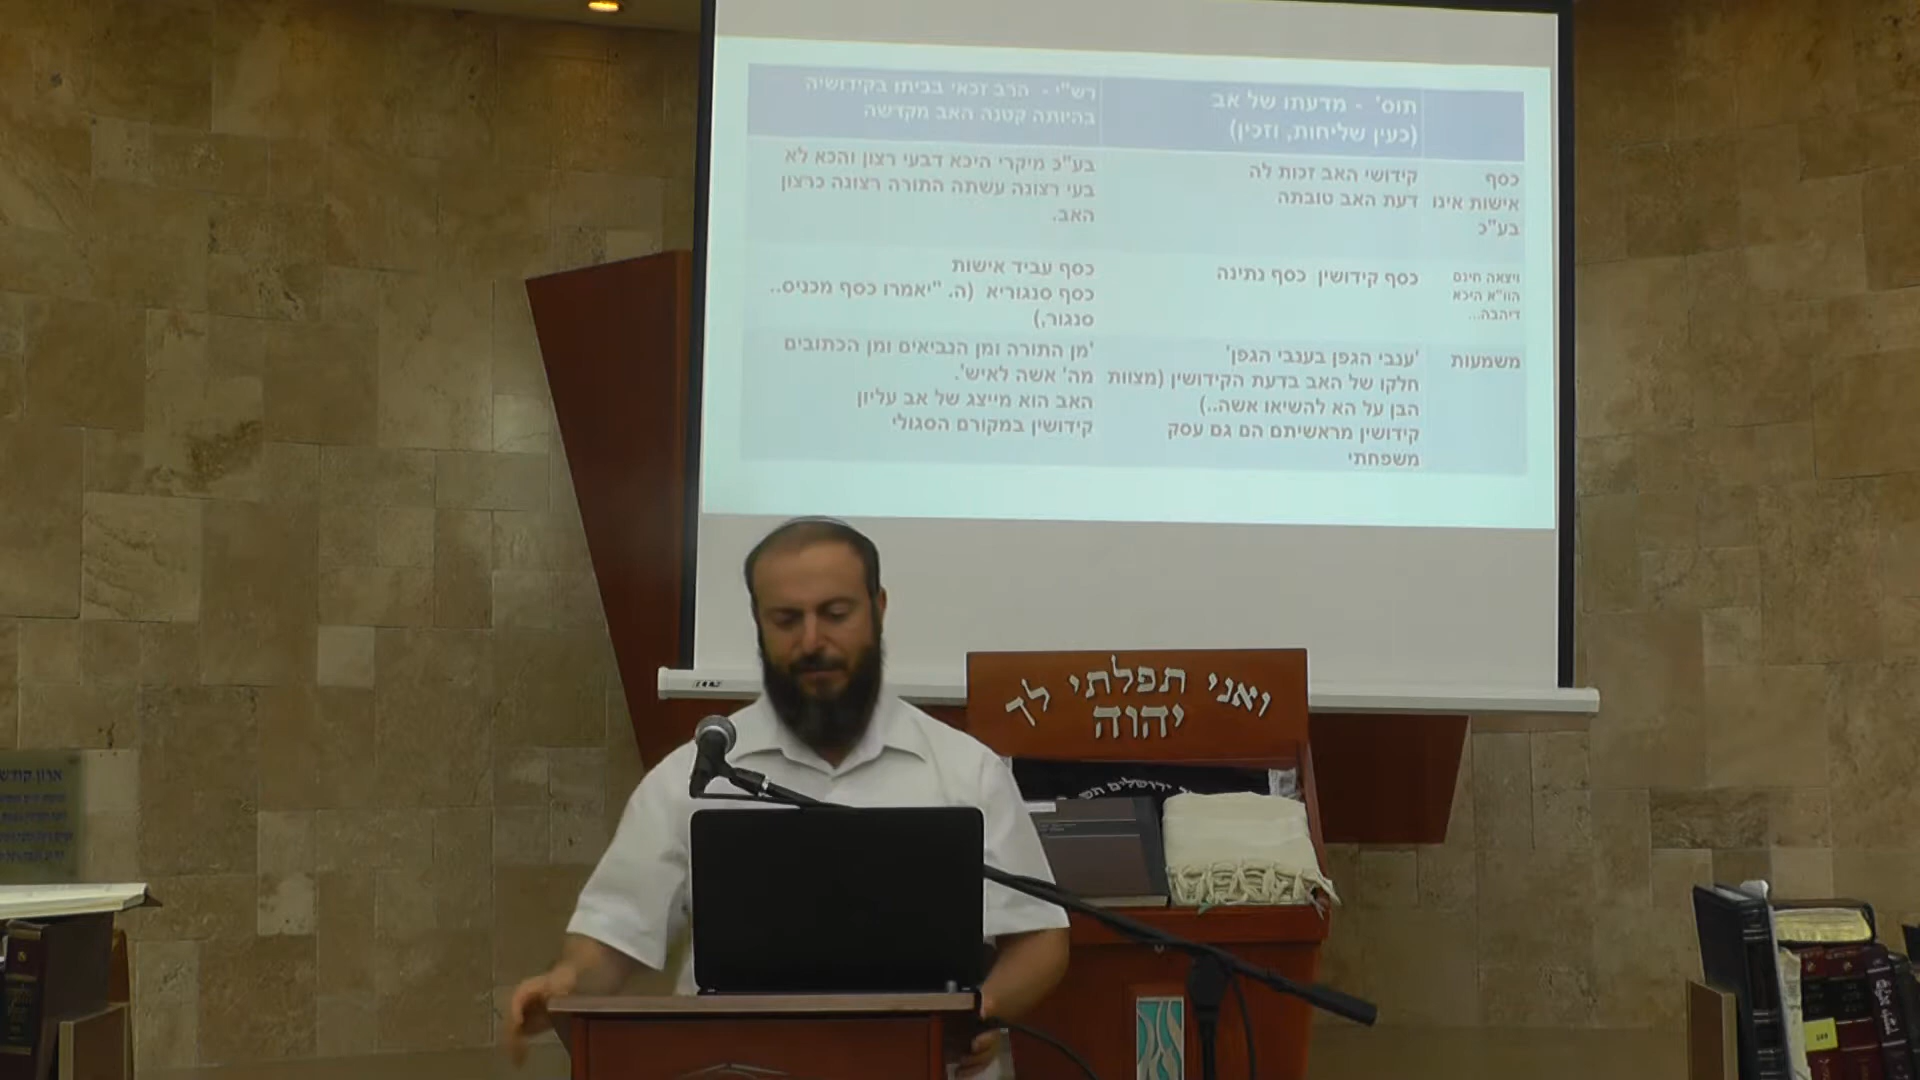 תוס' - מדעתו של אב
(כעין שליחות, וזכין)
רש"י - הרב זכאי בביתו בקידושיה
בהיותה קטנה האב מקדשה
כסף
אישות אינו
בע"כ
קידושי האב זכות לה
דעת האב טובתה
בע"כ מיקרי היכא דבעי רצון והכא לא
בעי רצונה עשתה התורה רצונה כרצון
האב.
ויצאה חינם
הוו"א היכא
דיהבה...
כסף קידושין כסף נתינה
כסף עביד אישות
כסף סנגוריא (ה. "יאמרו כסף מכניס..
סנגור.)
משמעות
'ענבי הגפן בענבי הגפן'
חלקו של האב בדעת הקידושין (מצוות
הבן על הא להשיאו אשה..)
קידושין מראשיתם הם גם עסק
משפחתי
'מן התורה ומן הנביאים ומן הכתובים
מה' אשה לאיש'.
האב הוא מייצג של אב עליון
קידושין במקורם הסגולי
ואני תפלתי לך
יהוה
ירושלים
ארון קודש